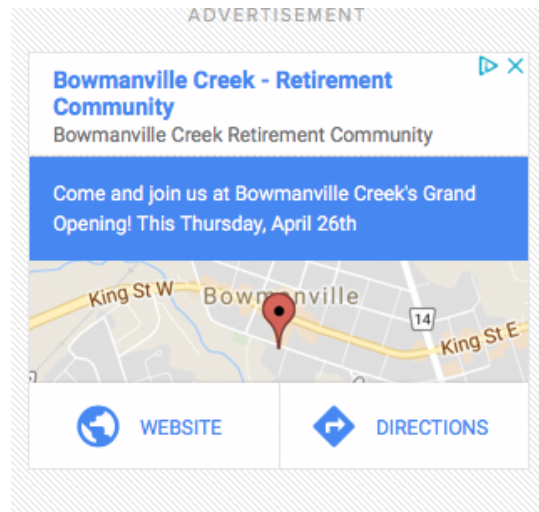 ADVERTISEMENT
Bowmanville Creek - Retirement
Community
Bowmanville Creek Retirement Community
Come and join us at Bowmanville Creek's Grand
Opening! This Thursday, April 26th
King St W
Bowmanville
14
King St E
WEBSITE
DIRECTIONS